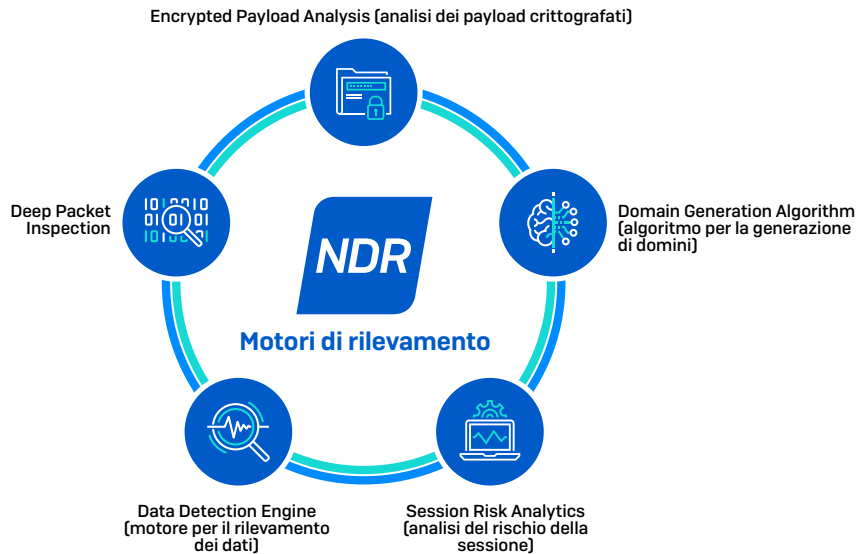 Encrypted Payload Analysis (analisi dei payload crittografati)
Deep Packet
Inspection
Domain Generation Algorithm
(algoritmo per la generazione
di domini)
NDR
Motori di rilevamento
Data Detection Engine
(motore per il rilevamento
dei dati)
Session Risk Analytics
(analisi del rischio della
sessione)